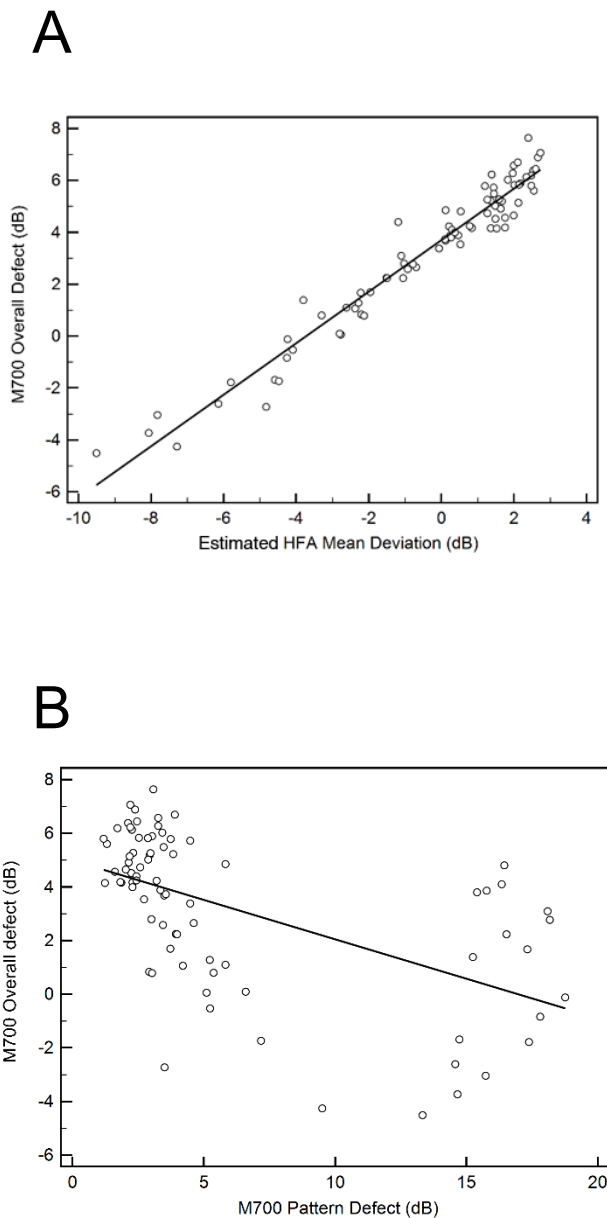 A
8
6
4
2
0
-2
-4
-6
M700 Overall Defect (dB)
-10 -8 -6 -4 -2 0 2 4
Estimated HFA Mean Deviation (dB)
B
8
6
4
2
0
-2
-4
-6
M700 Overall defect (dB)
0 5 10 15 20
M700 Pattern Defect (dB)